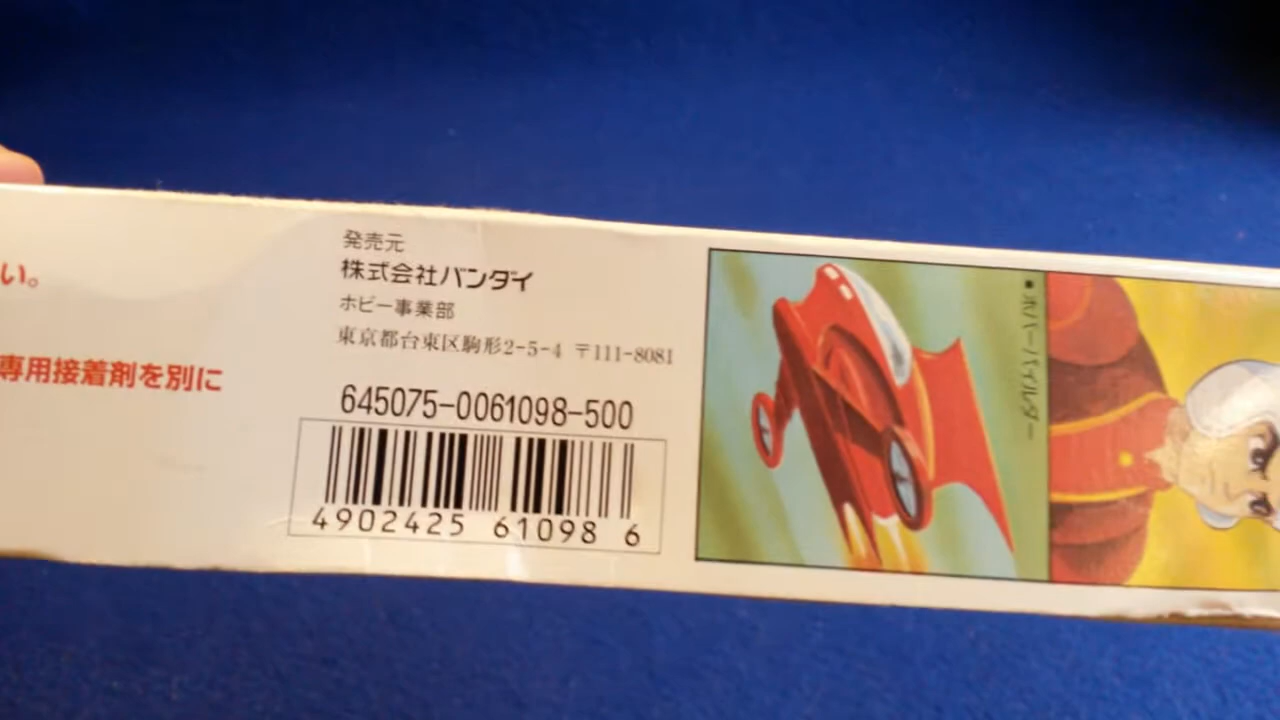 い。
専用接着剤を別に
発売元
株式会社バンダイ
ホビー事業部
東京都台東区駒形2-5-4 〒111-8081
645075-0061098-500
4902425 61098 6
■ホバーパイルダー